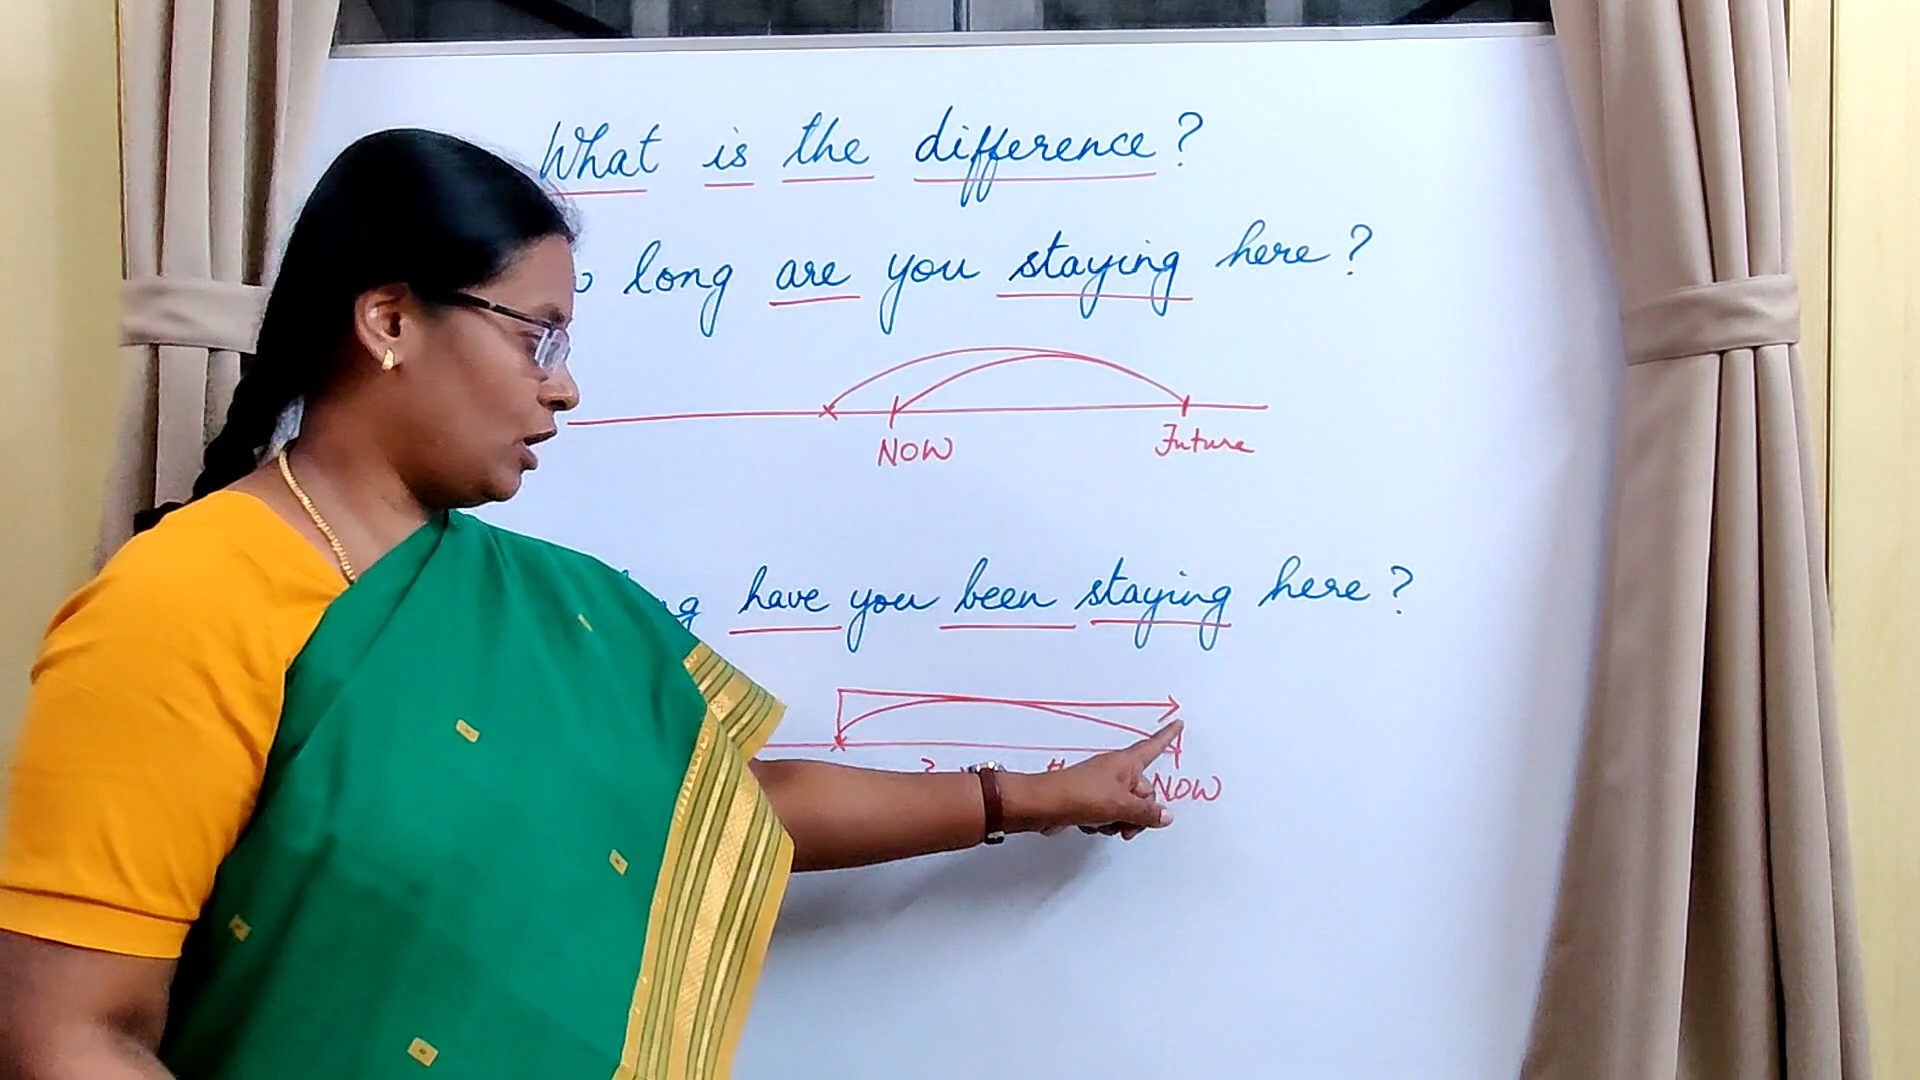 What is the difference?
long are you staying here?
NOW Future
have you been staying here?
NOW